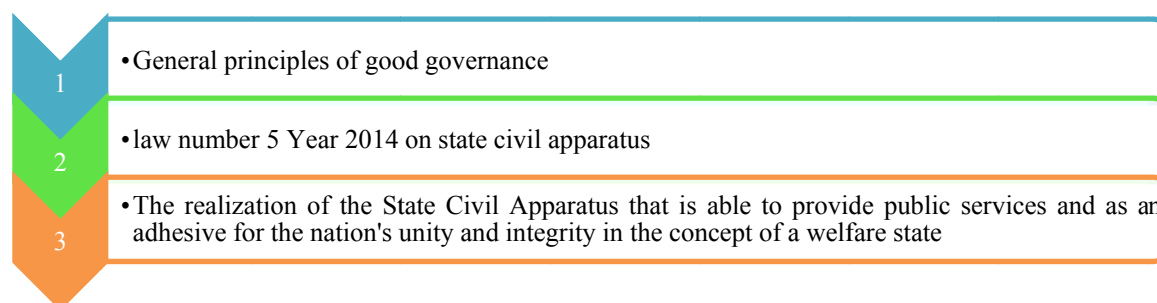 1
•General principles of good governance
2
•law number 5 Year 2014 on state civil apparatus
3
•The realization of the State Civil Apparatus that is able to provide public services and as an
adhesive for the nation's unity and integrity in the concept of a welfare state